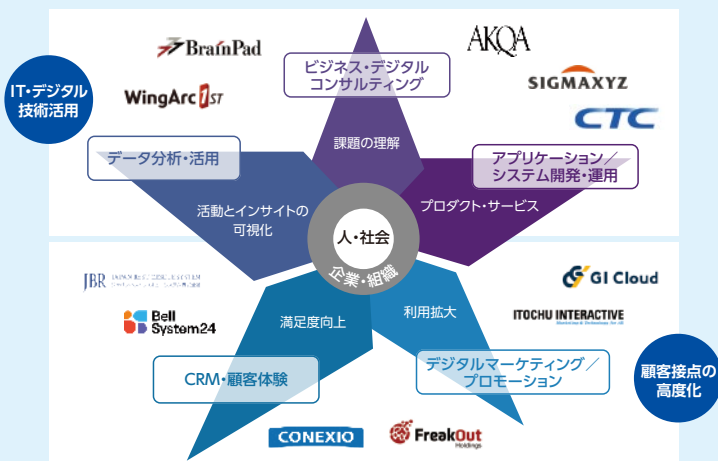 BrainPad
AKQA
ビジネス・デジタル
コンサルティング
IT・デジタル
技術活用
SIGMAXYZ
WingArc 1ST
CTC
課題の理解
データ分析・活用
アプリケーション／
システム開発・運用
活動とインサイトの
可視化
プロダクト・サービス
人・社会
企業・組織
JBR
GI Cloud
Bell
System24
満足度向上
利用拡大
ITOCHU INTERACTIVE
CRM・顧客体験
デジタルマーケティング／
プロモーション
顧客接点の
高度化
CONEXIO
FreakOut
Holdings